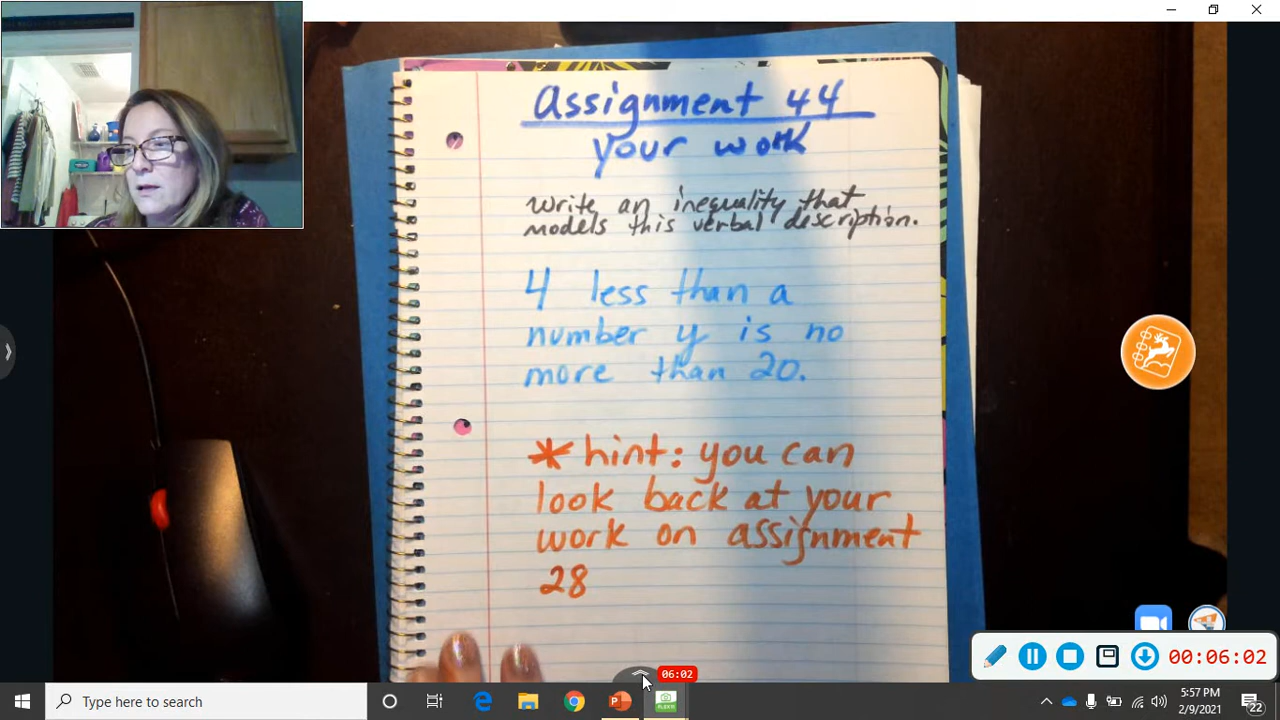 assignment 44
your work
write an inequality that
models this verbal description.
4 less than a
number y is no
more than 20.
* hint: you can
look back at your
work on assignment
28
00:06:02
06:02
Type here to search
5:57 PM
2/9/2021
22